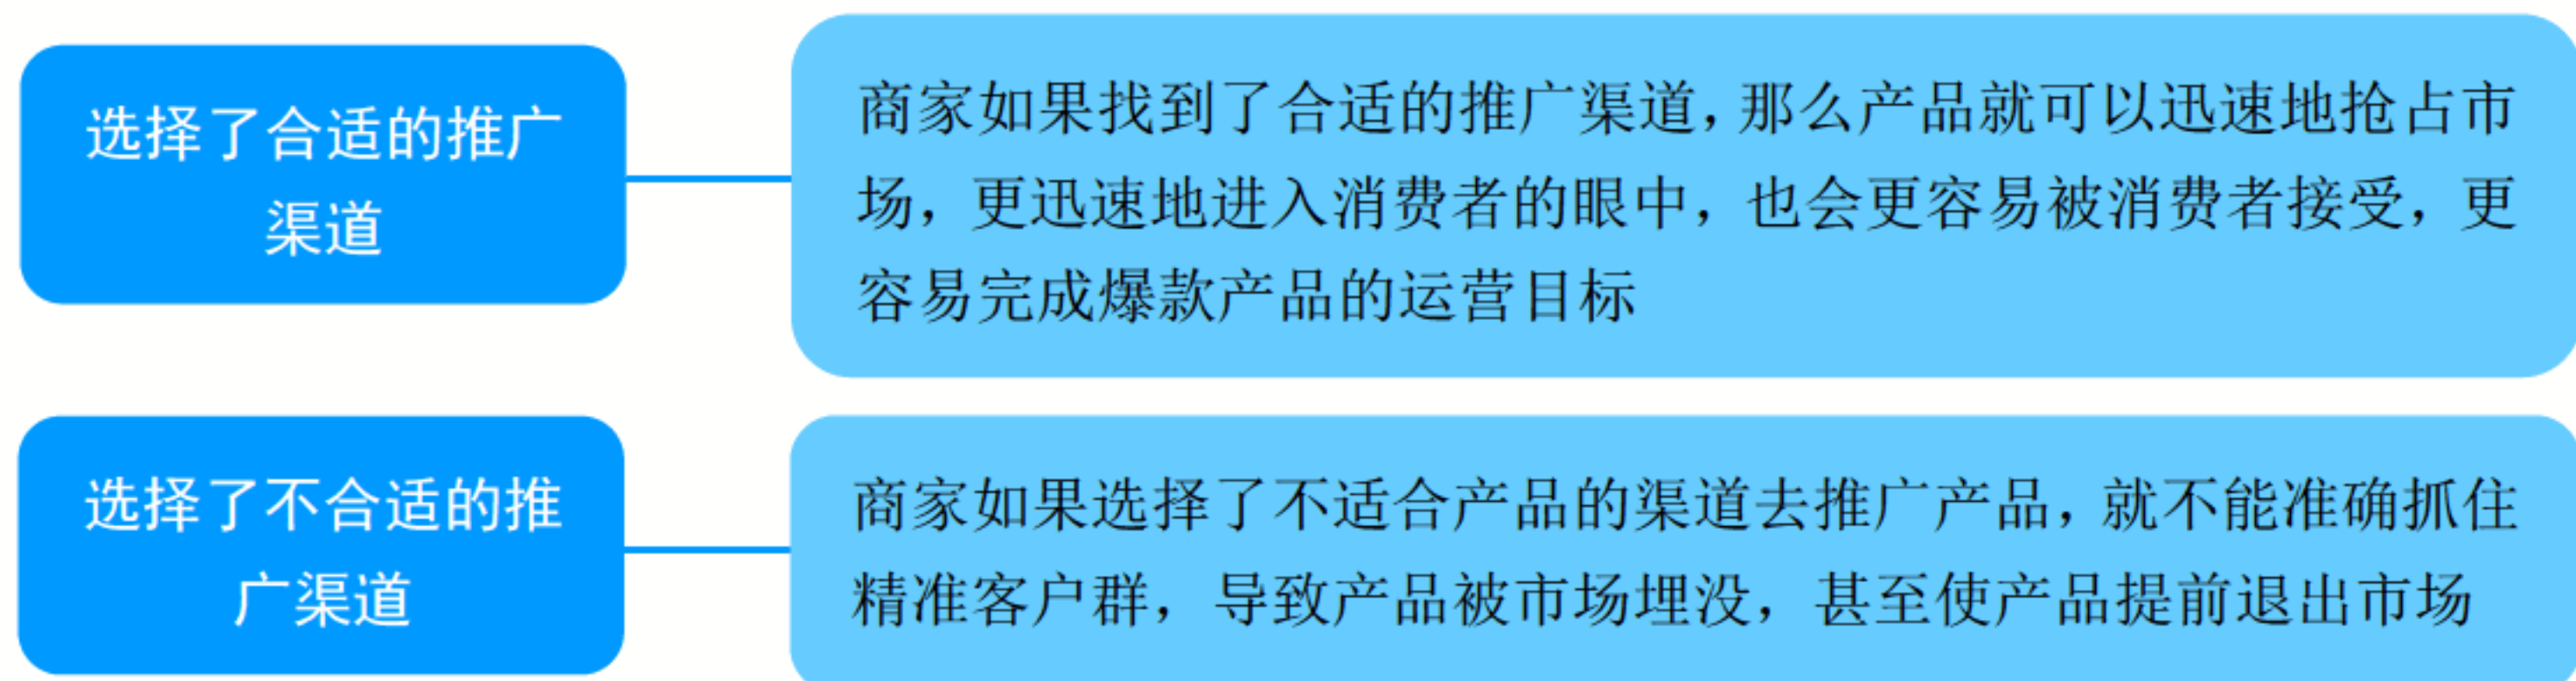 选择了合适的推广
渠道
商家如果找到了合适的推广渠道，那么产品就可以迅速地抢占市
场，更迅速地进入消费者的眼中，也会更容易被消费者接受，更
容易完成爆款产品的运营目标
选择了不合适的推
广渠道
商家如果选择了不适合产品的渠道去推广产品，就不能准确抓住
精准客户群，导致产品被市场埋没，甚至使产品提前退出市场